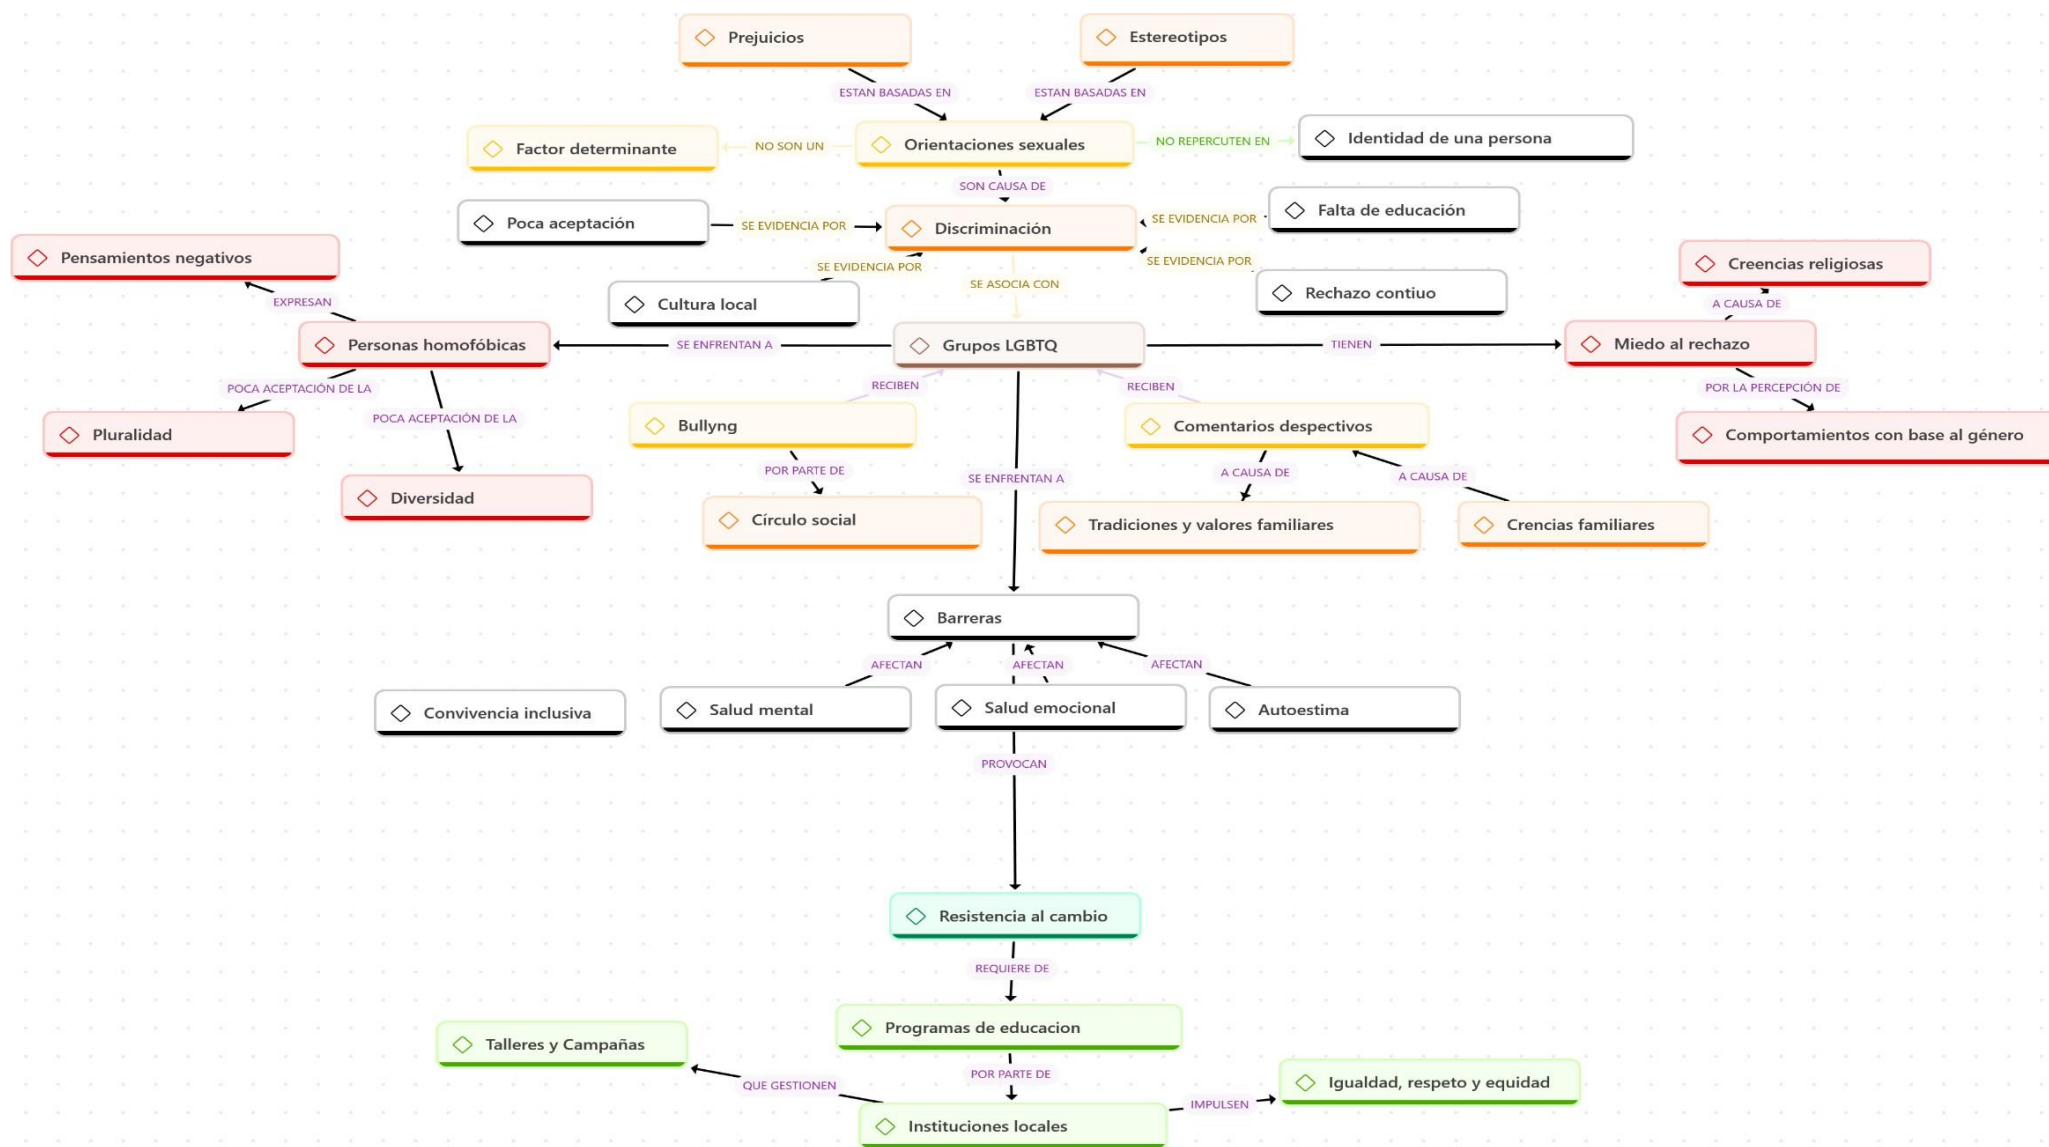 Prejuicios
Estereotipos
ESTAN BASADAS EN
ESTAN BASADAS EN
Factor determinante
NO SON UN
Orientaciones sexuales
NO REPERCUTEN EN
Identidad de una persona
SON CAUSA DE
Poca aceptación
SE EVIDENCIA POR
Discriminación
SE EVIDENCIA POR
Falta de educación
Pensamientos negativos
SE EVIDENCIA POR
SE EVIDENCIA POR
Creencias religiosas
SE ASOCIA CON
Cultura local
Rechazo contiuo
EXPRESAN
A CAUSA DE
Personas homofóbicas
SE ENFRENTAN A
Grupos LGBTQ
TIENEN
Miedo al rechazo
POCA ACEPTACIÓN DE LA
RECIBEN
RECIBEN
POR LA PERCEPCIÓN DE
POCA ACEPTACIÓN DE LA
Pluralidad
Bullyng
Comentarios despectivos
Comportamientos con base al género
POR PARTE DE
SE ENFRENTAN A
A CAUSA DE
A CAUSA DE
Diversidad
Círculo social
Tradiciones y valores familiares
Crencias familiares
Barreras
AFECTAN
AFECTAN
AFECTAN
Convivencia inclusiva
Salud mental
Salud emocional
Autoestima
PROVOCAN
Resistencia al cambio
REQUIERE DE
Programas de educacion
Talleres y Campañas
POR PARTE DE
QUE GESTIONEN
Igualdad, respeto y equidad
IMPULSEN
Instituciones locales